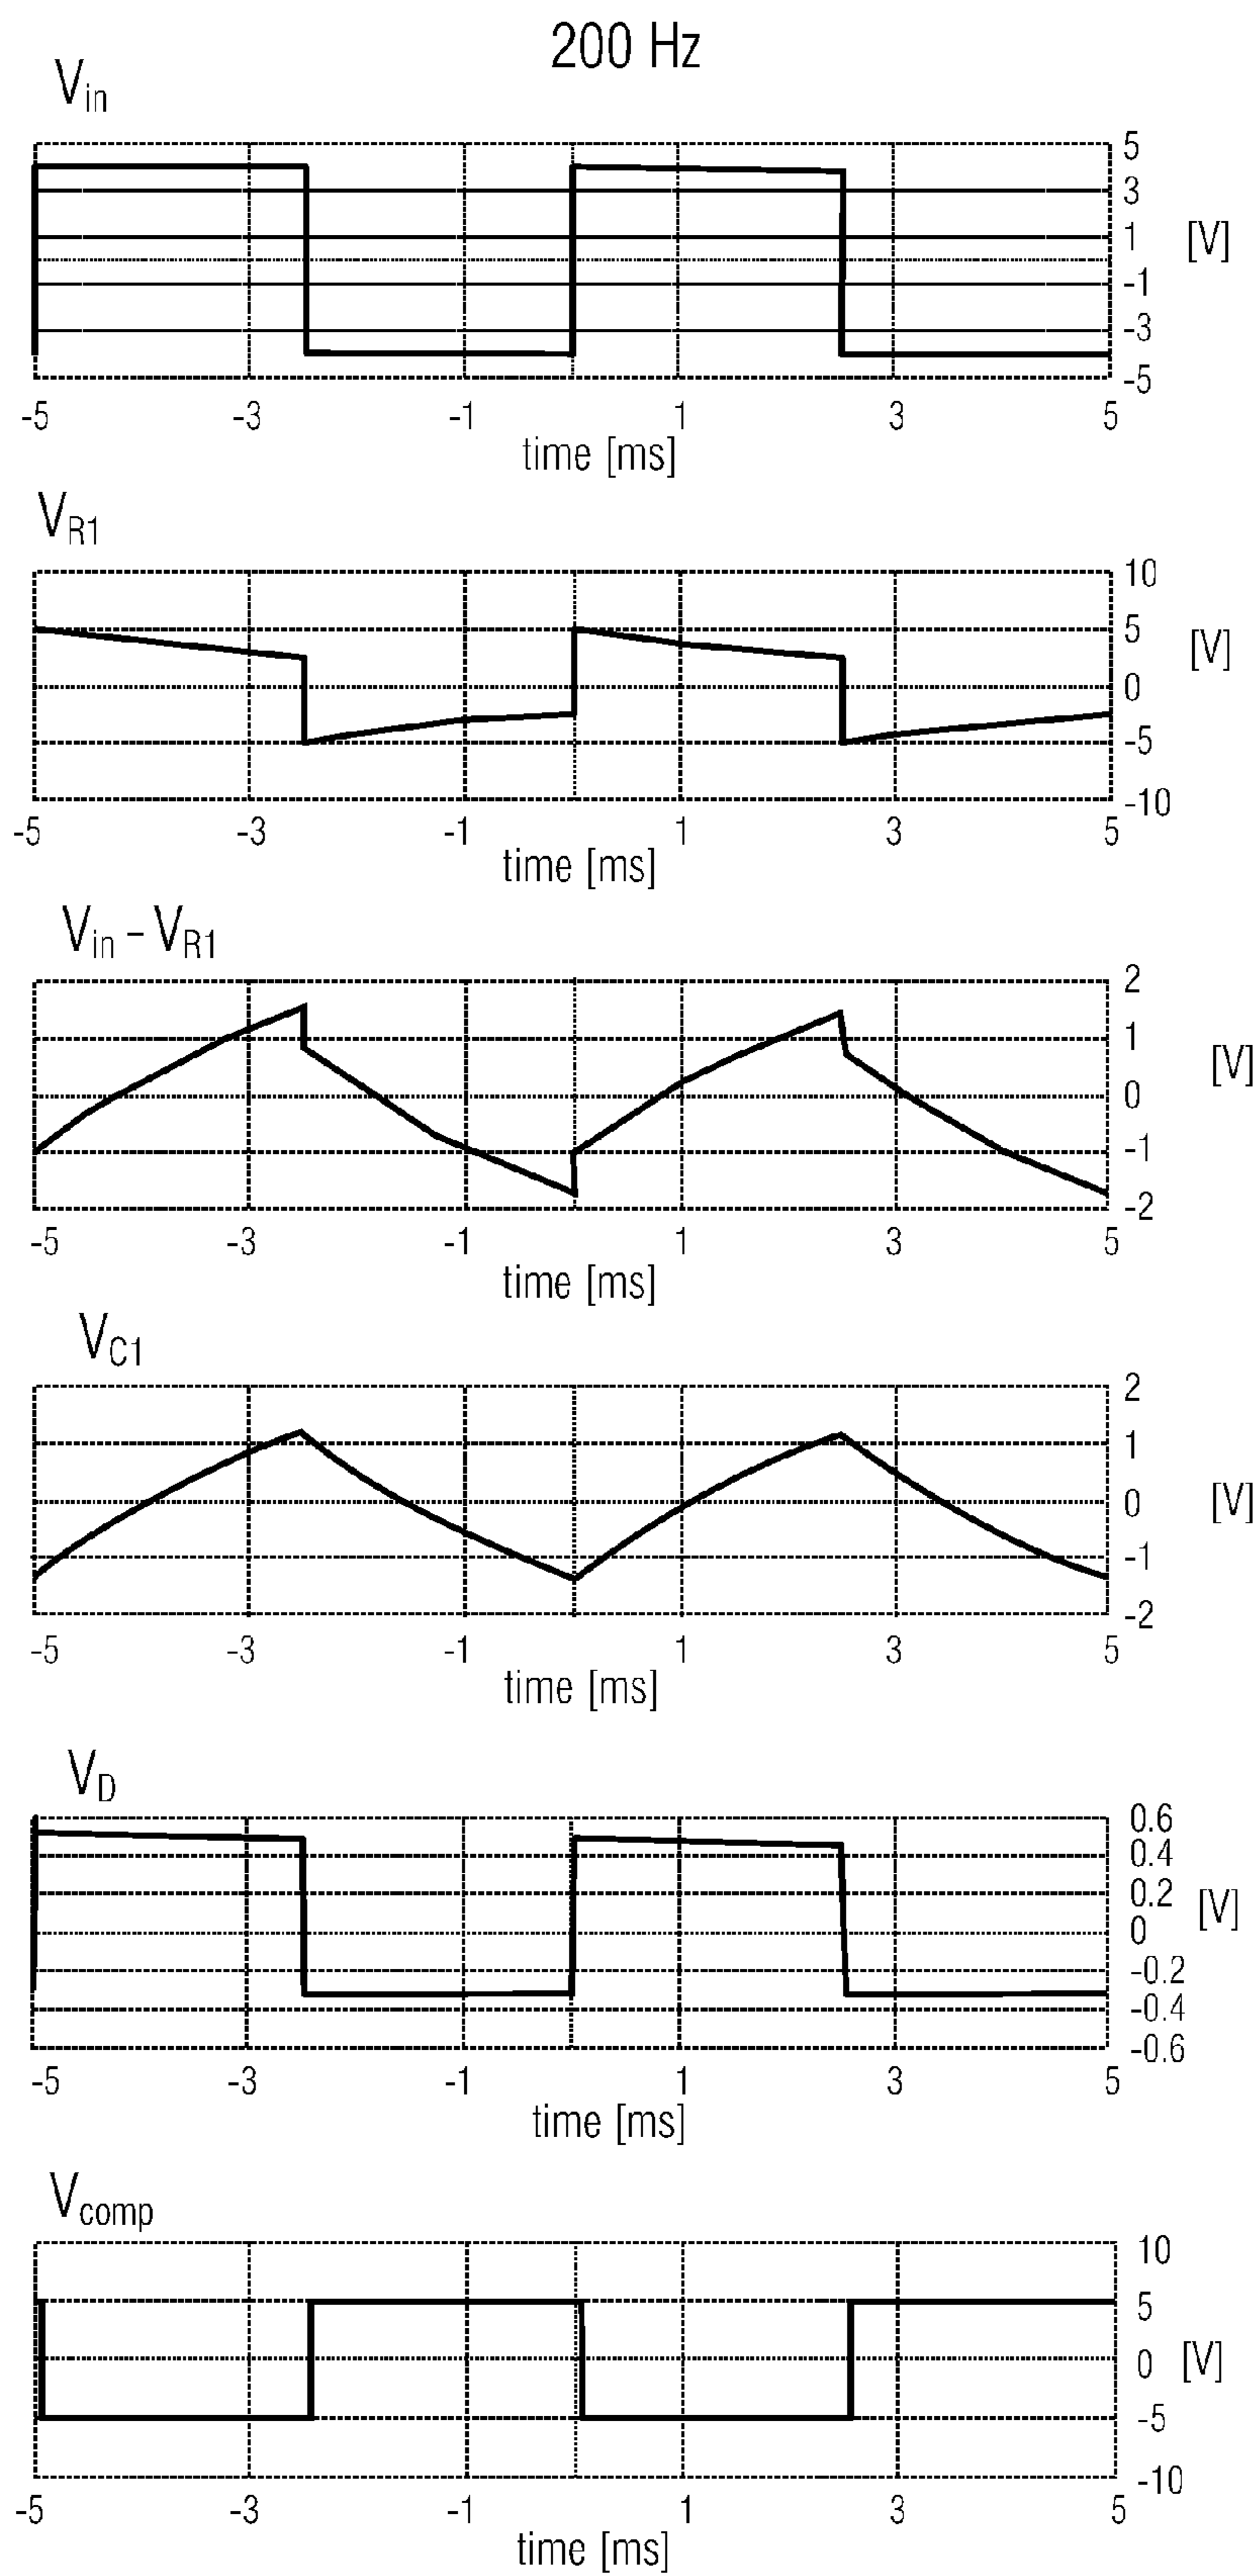 200 Hz
Vin
5
3
1
-1
-3
-5
[V]
-5 -3 -1 1 3 5
time [ms]
VR1
10
5
0
-5
-10
[V]
-5 -3 -1 1 3 5
time [ms]
Vin – VR1
2
1
0
-1
-2
[V]
-5 -3 -1 1 3 5
time [ms]
VC1
2
1
0
-1
-2
[V]
-5 -3 -1 1 3 5
time [ms]
VD
0.6
0.4
0.2
0
-0.2
-0.4
-0.6
[V]
-5 -3 -1 1 3 5
time [ms]
Vcomp
10
5
0
-5
-10
[V]
-5 -3 -1 1 3 5
time [ms]